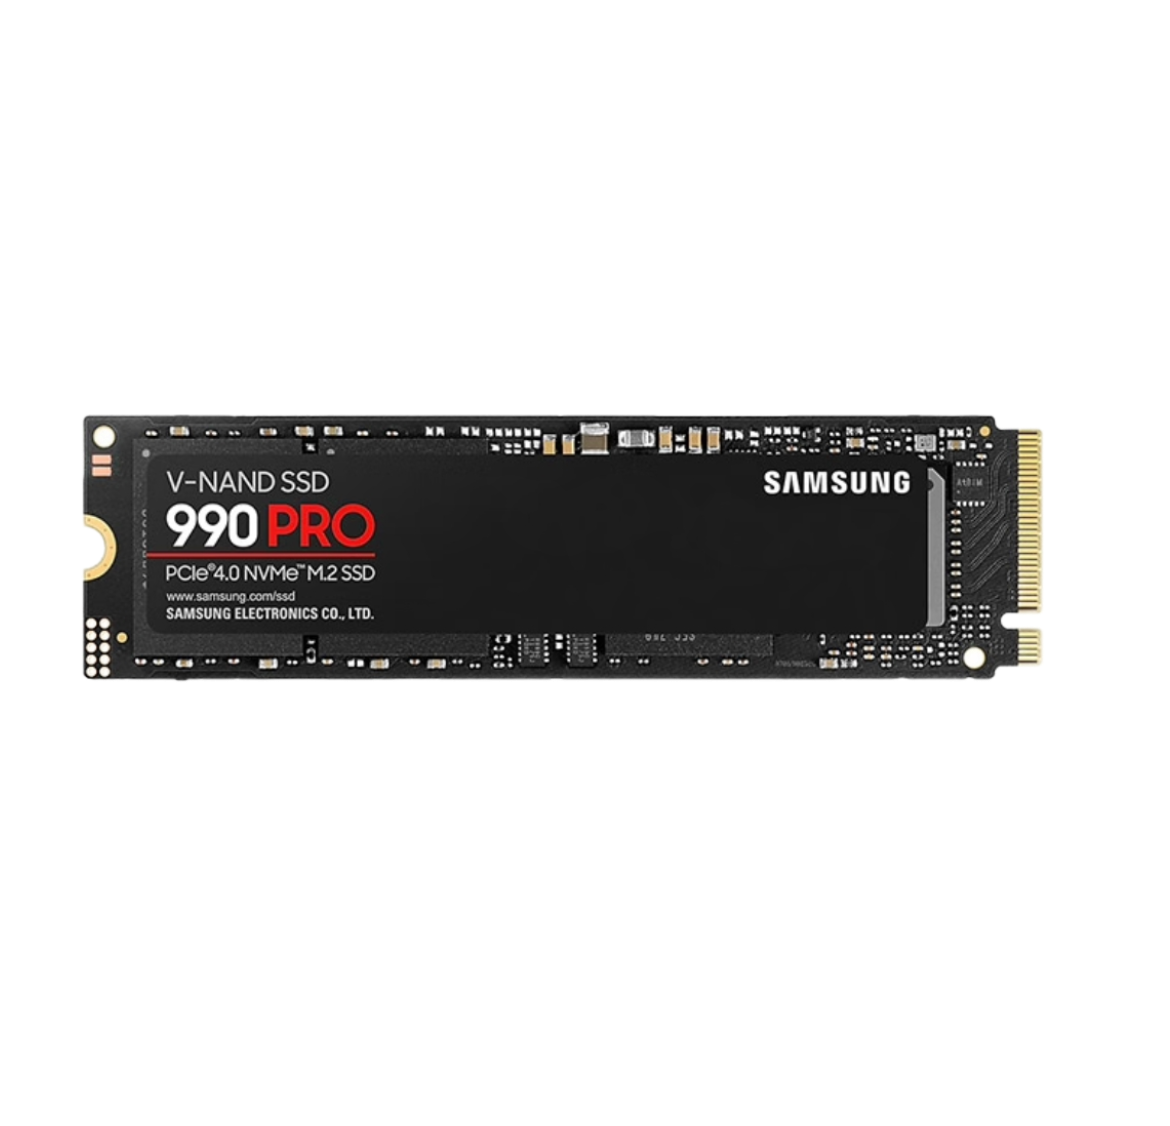 V-NAND SSD
SAMSUNG
990 PRO
PCIe®4.0 NVMe™ M.2 SSD
www.samsung.com/ssd
SAMSUNG ELECTRONICS CO., LTD.